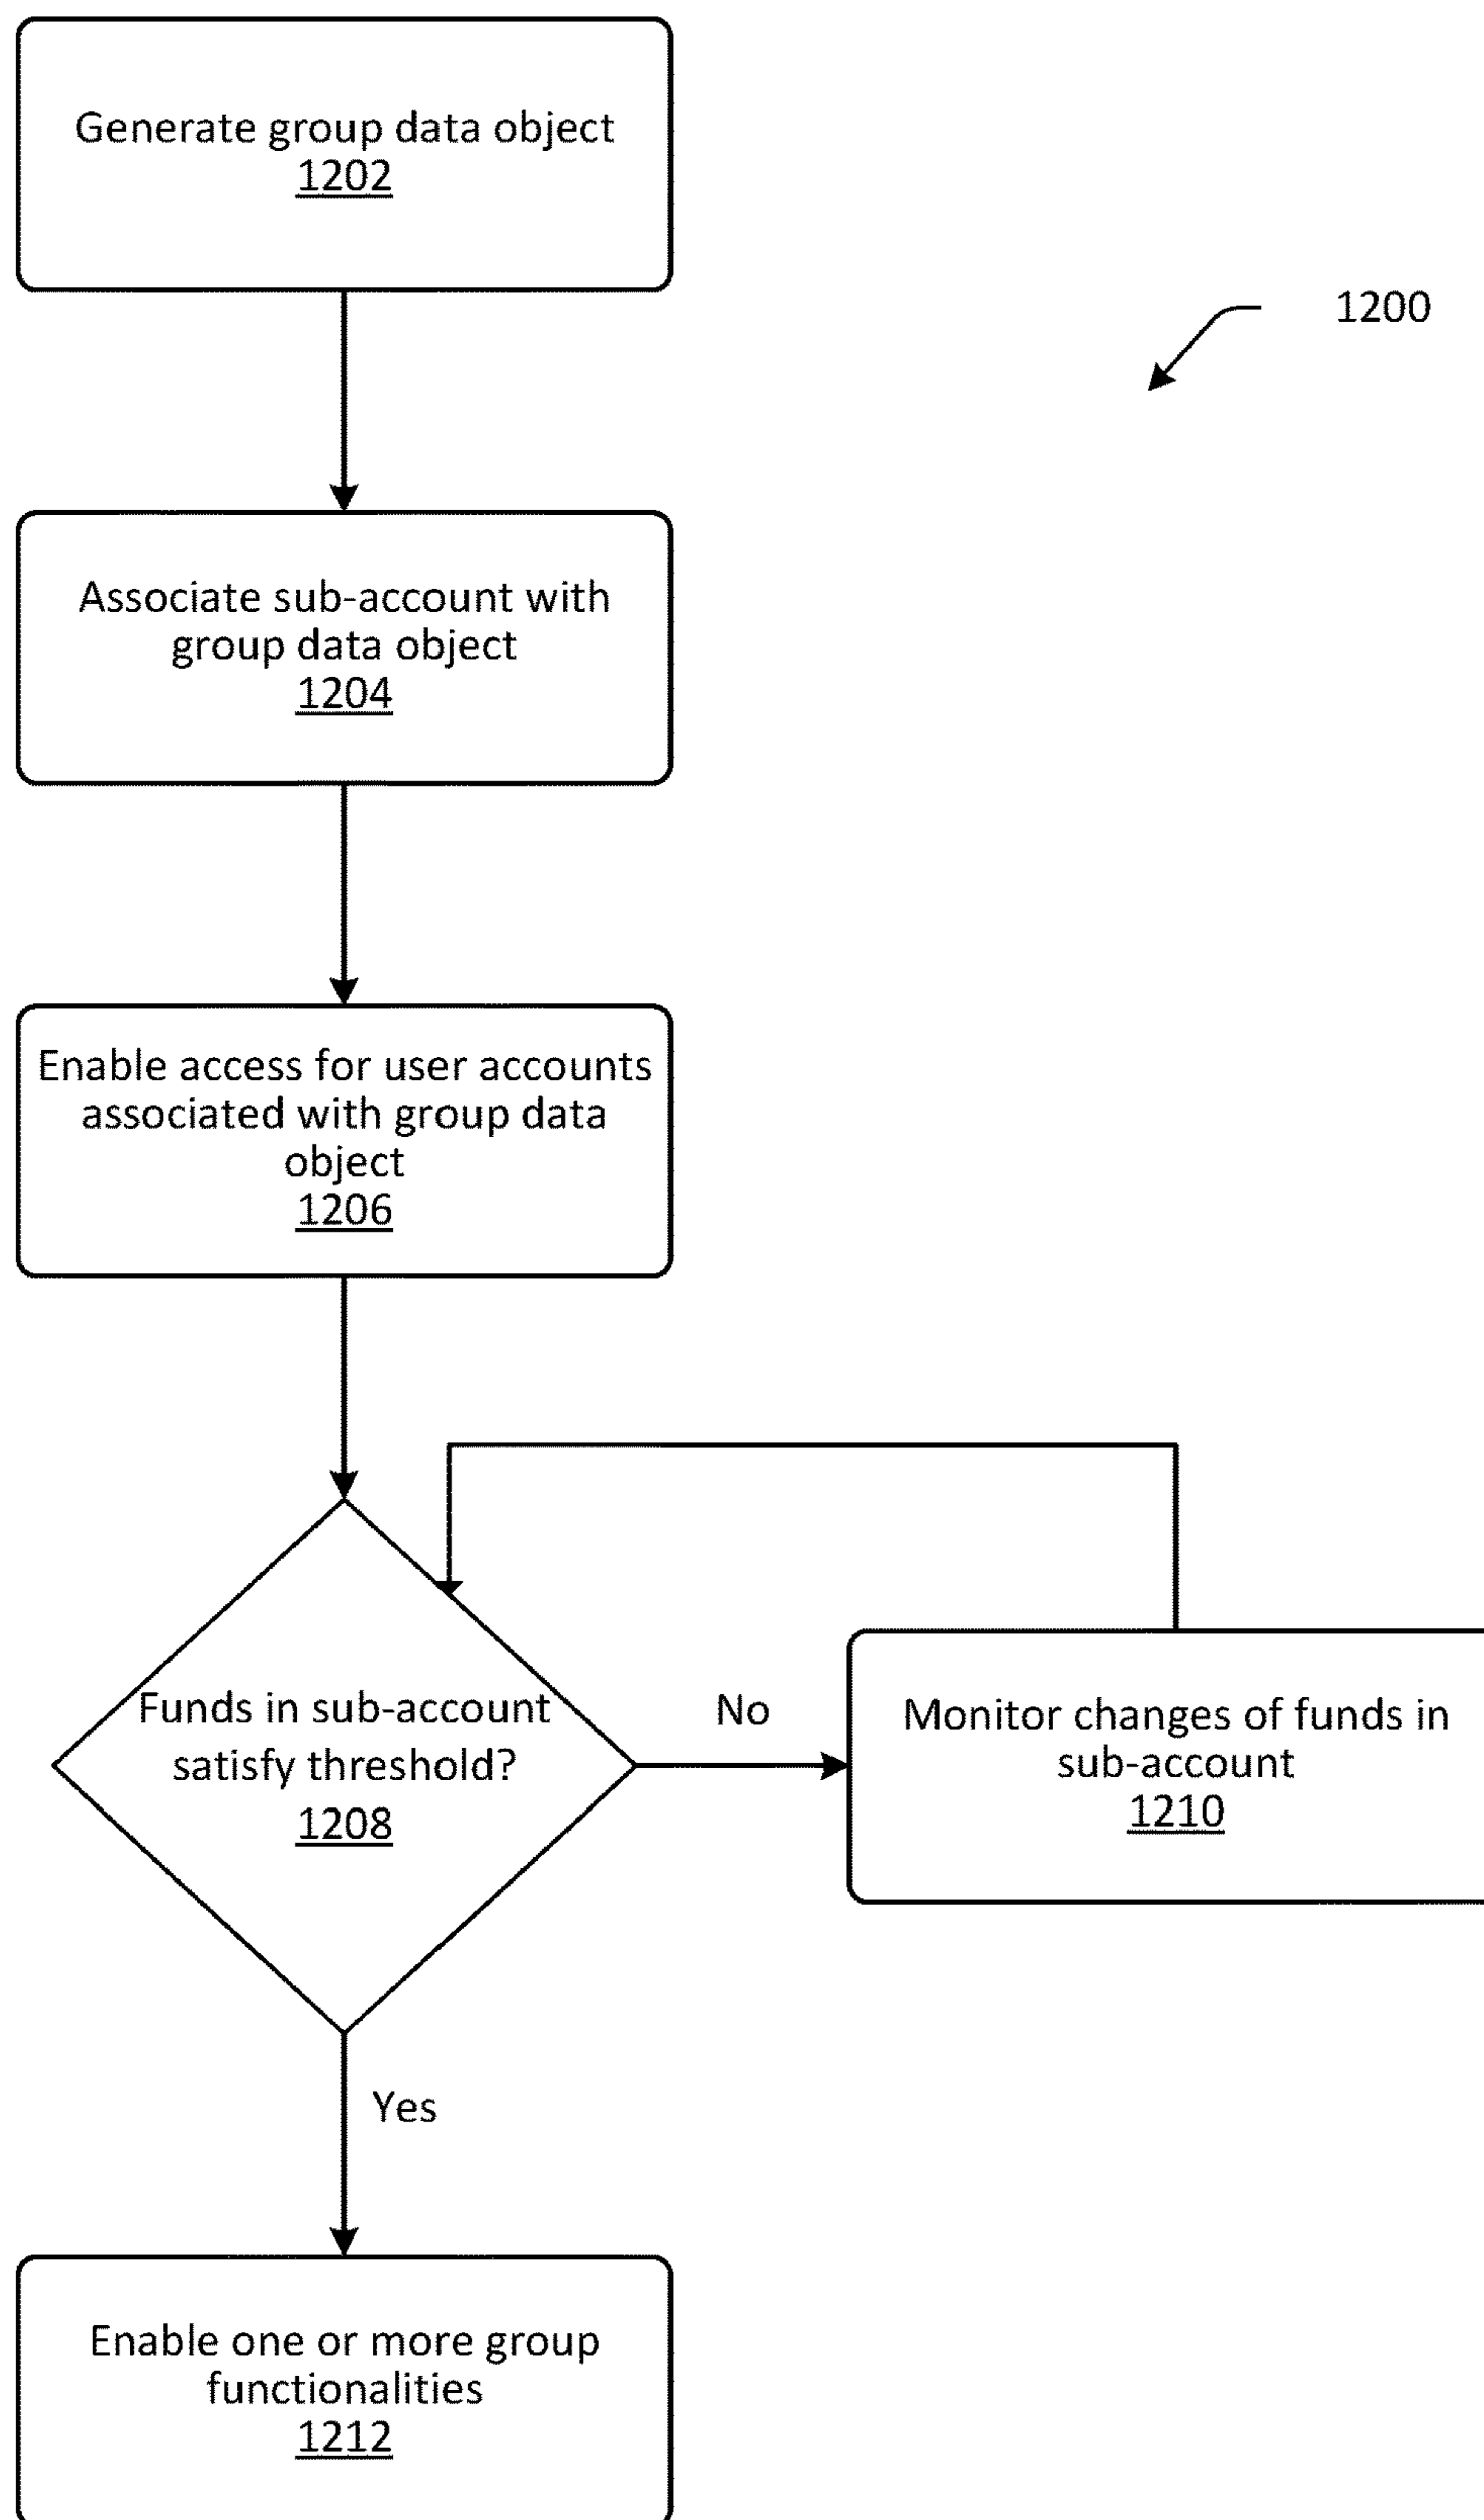 Generate group data object
1202
1200
Associate sub-account with
group data object
1204
Enable access for user accounts
associated with group data
object
1206
Funds in sub-account
satisfy threshold?
1208
No
Monitor changes of funds in
sub-account
1210
Yes
Enable one or more group
functionalities
1212